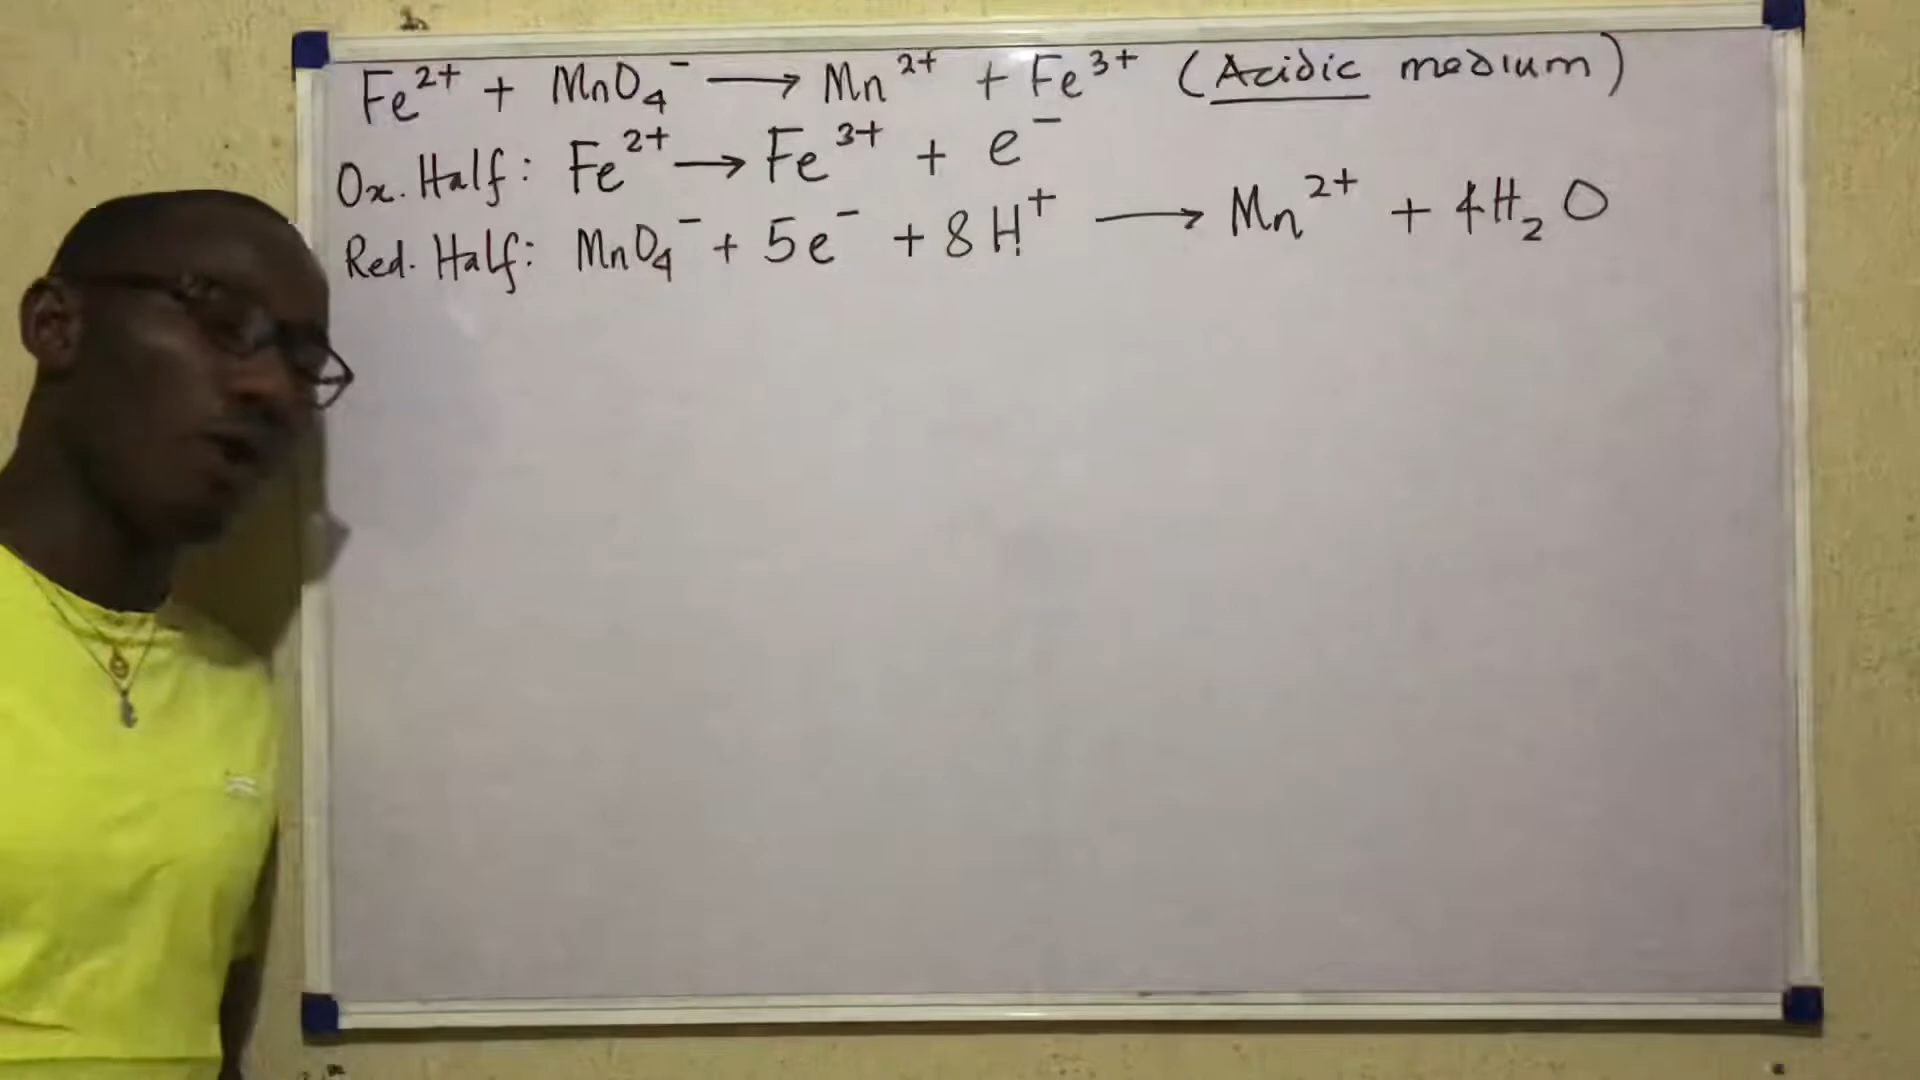 Fe²⁺ + MnO₄⁻ ⟶ Mn²⁺ + Fe³⁺ (Acidic medium)
Ox. Half: Fe²⁺ ⟶ Fe³⁺ + e⁻
Red. Half: MnO₄⁻ + 5e⁻ + 8H⁺ ⟶ Mn²⁺ + 4H₂O